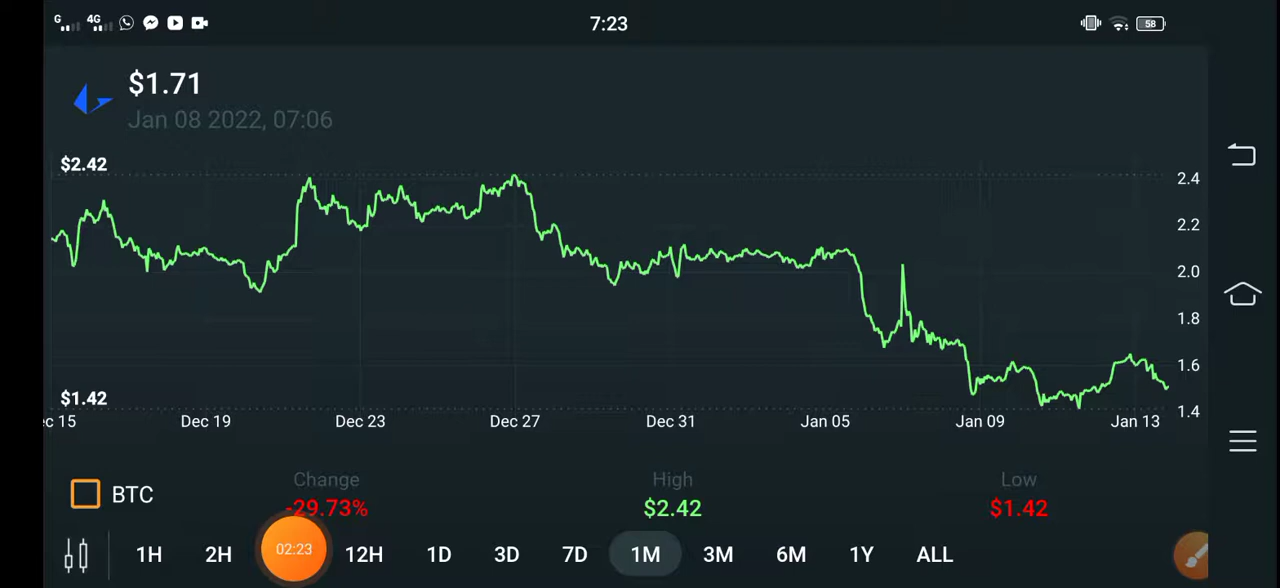 G 4G 7:23 58
$1.71
Jan 08 2022, 07:06
$2.42
2.4
2.2
2.0
1.8
1.6
1.4
$1.42
c 15 Dec 19 Dec 23 Dec 27 Dec 31 Jan 05 Jan 09 Jan 13
BTC
Change High Low
-29.73% $2.42 $1.42
1H 2H 02:23 12H 1D 3D 7D 1M 3M 6M 1Y ALL